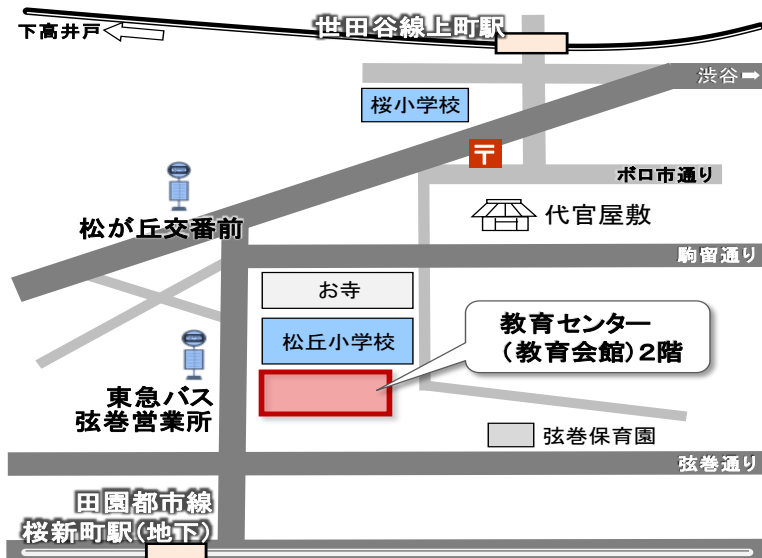 世田谷線上町駅
下高井戸
渋谷
桜小学校
〒
ボロ市通り
代官屋敷
松が丘交番前
駒留通り
お寺
松丘小学校
教育センター
（教育会館）2階
東急バス
弦巻営業所
弦巻保育園
弦巻通り
田園都市線
桜新町駅(地下)